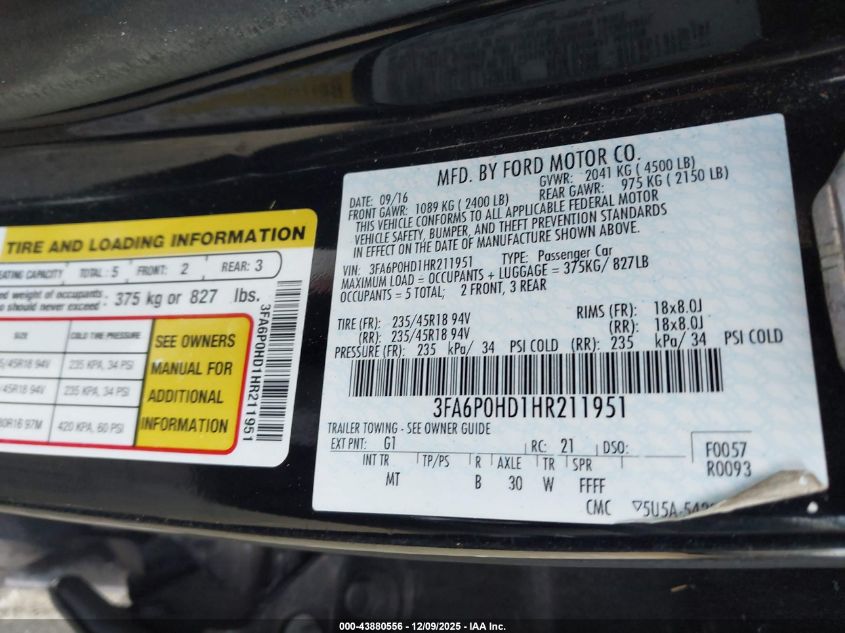 TIRE AND LOADING INFORMATION
EATING CAPACITY TOTAL : 5 FRONT: 2 REAR: 3
ed weight of occupants
o should never exceed : 375 kg or 827 lbs.
SIZE COLD TIRE PRESSURE
5/45R18 94V 235 KPA, 34 PSI
/45R18 94V 235 KPA, 34 PSI
80R16 97M 420 KPA, 60 PSI
SEE OWNERS
MANUAL FOR
ADDITIONAL
INFORMATION
3FA6P0HD1HR211951
MFD. BY FORD MOTOR CO.
DATE: 09/16 GVWR: 2041 KG ( 4500 LB)
FRONT GAWR: 1089 KG ( 2400 LB) REAR GAWR: 975 KG ( 2150 LB)
THIS VEHICLE CONFORMS TO ALL APPLICABLE FEDERAL MOTOR
VEHICLE SAFETY, BUMPER, AND THEFT PREVENTION STANDARDS
IN EFFECT ON THE DATE OF MANUFACTURE SHOWN ABOVE.
VIN: 3FA6P0HD1HR211951 TYPE: Passenger Car
MAXIMUM LOAD = OCCUPANTS + LUGGAGE = 375KG/ 827LB
OCCUPANTS = 5 TOTAL; 2 FRONT, 3 REAR
TIRE (FR): 235/45R18 94V RIMS (FR): 18x8.0J
(RR): 235/45R18 94V (RR): 18x8.0J
PRESSURE (FR): 235 kPa/ 34 PSI COLD (RR): 235 kPa/ 34 PSI COLD
3FA6P0HD1HR211951
TRAILER TOWING - SEE OWNER GUIDE
EXT PNT: G1 RC: 21 DSO: F0057
R0093
INT TR TP/PS R AXLE TR SPR
MT B 30 W FFFF
CMC ▽5U5A-542
000-43880556 - 12/09/2025 - IAA Inc.